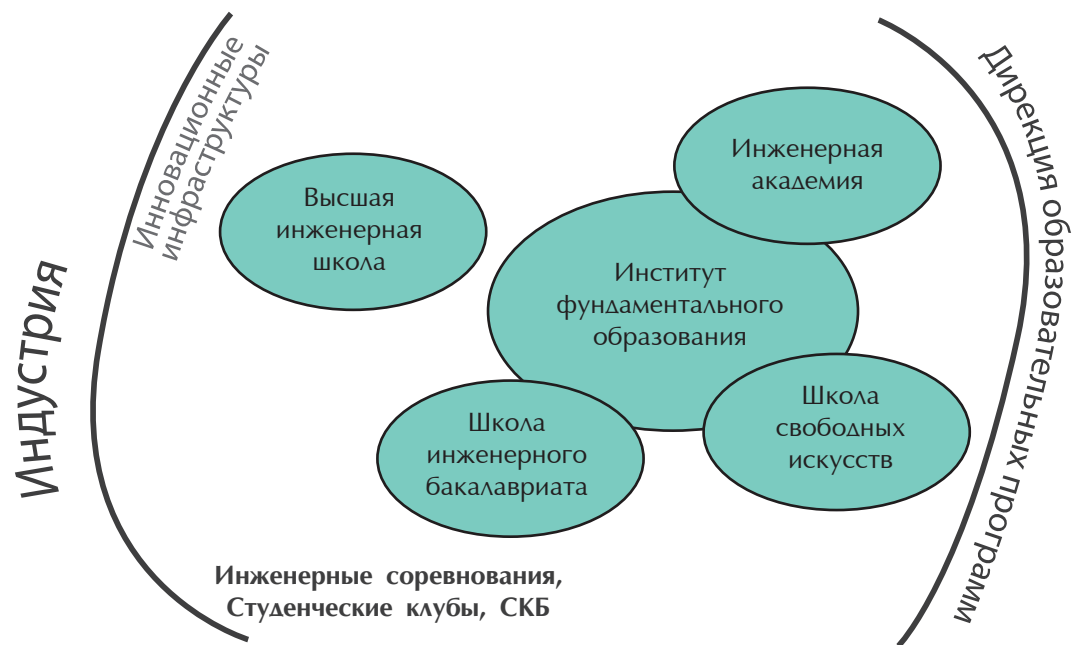 Индустрия
Инновационные
инфраструктуры
Высшая
инженерная
школа
Инженерная
академия
Институт
фундаментального
образования
Школа
инженерного
бакалавриата
Школа
свободных
искусств
Инженерные соревнования,
Студенческие клубы, СКБ
Дирекция образовательных программ